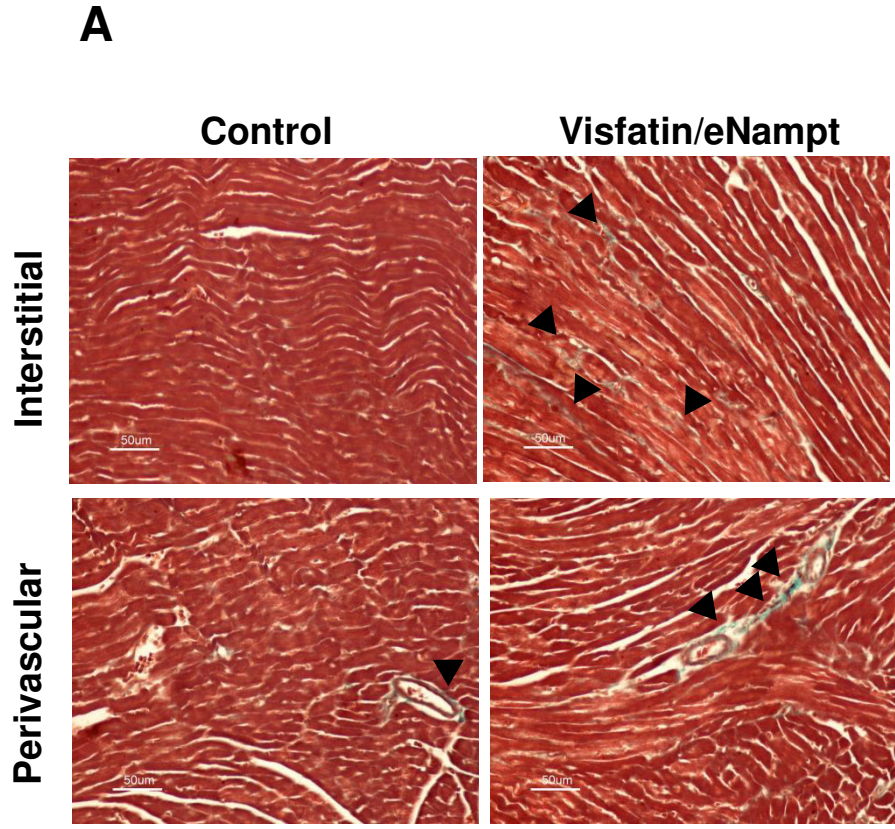 A
Control
Visfatin/eNampt
Interstitial
50um
50um
Perivascular
50um
50um